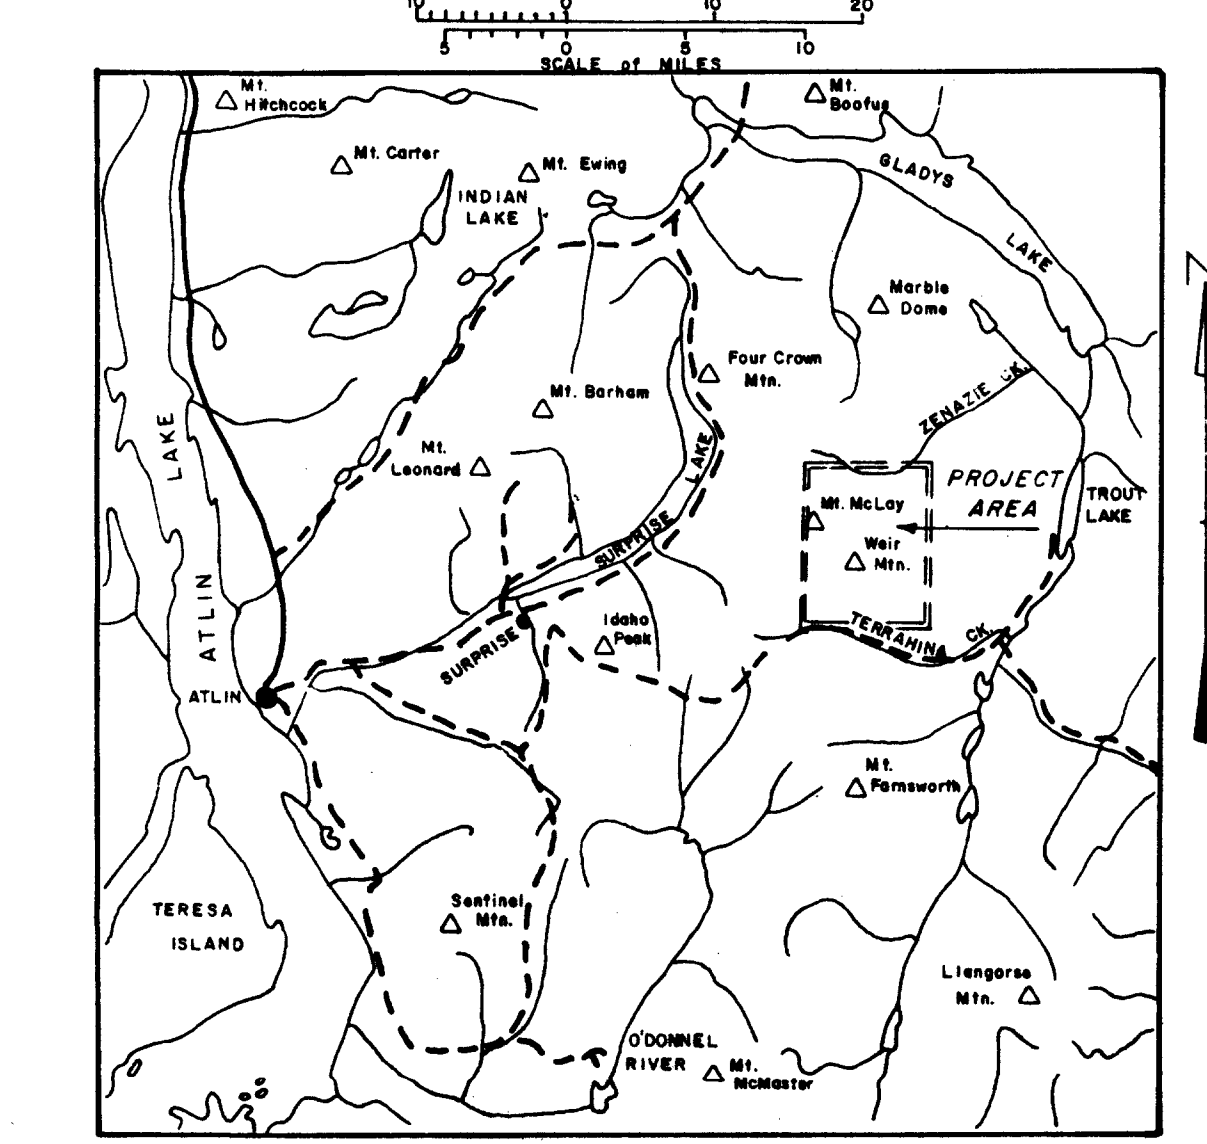 10 0 10 20
5 0 5 10
SCALE of MILES
Mt.
Hitchcock
Mt.
Boofus
Mt. Carter
Mt. Ewing
GLADYS
LAKE
INDIAN
LAKE
Marble
Dome
Four Crown
Mtn.
ZENAZIE CK.
Mt. Barham
LAKE
ATLIN
Mt.
Leonard
SURPRISE
LAKE
PROJECT
AREA
TROUT
LAKE
Mt. McLay
Weir
Mtn.
Idaho
Peak
TERRAHINA
CK.
SURPRISE
ATLIN
Mt.
Farnsworth
Sentinel
Mtn.
TERESA
ISLAND
Llangorse
Mtn.
O'DONNEL
RIVER
Mt.
McMaster